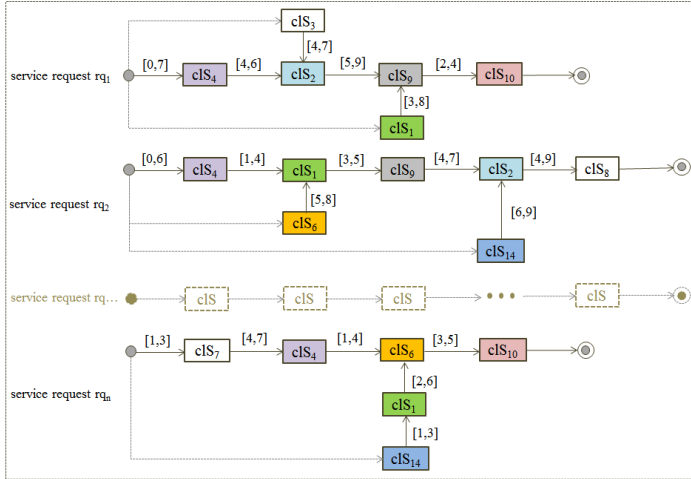 clS₃
[4,7]
[0,7] [4,6] [5,9] [2,4]
service request rq₁ clS₄ clS₂ clS₉ clS₁₀
[3,8]
clS₁
[0,6] [1,4] [3,5] [4,7] [4,9]
clS₄ clS₁ clS₉ clS₂ clS₈
[5,8]
service request rq₂
[6,9]
clS₆
clS₁₄
service request rq... clS clS clS ••• clS
[1,3] [4,7] [1,4] [3,5]
clS₇ clS₄ clS₆ clS₁₀
[2,6]
service request rqₙ
clS₁
[1,3]
clS₁₄